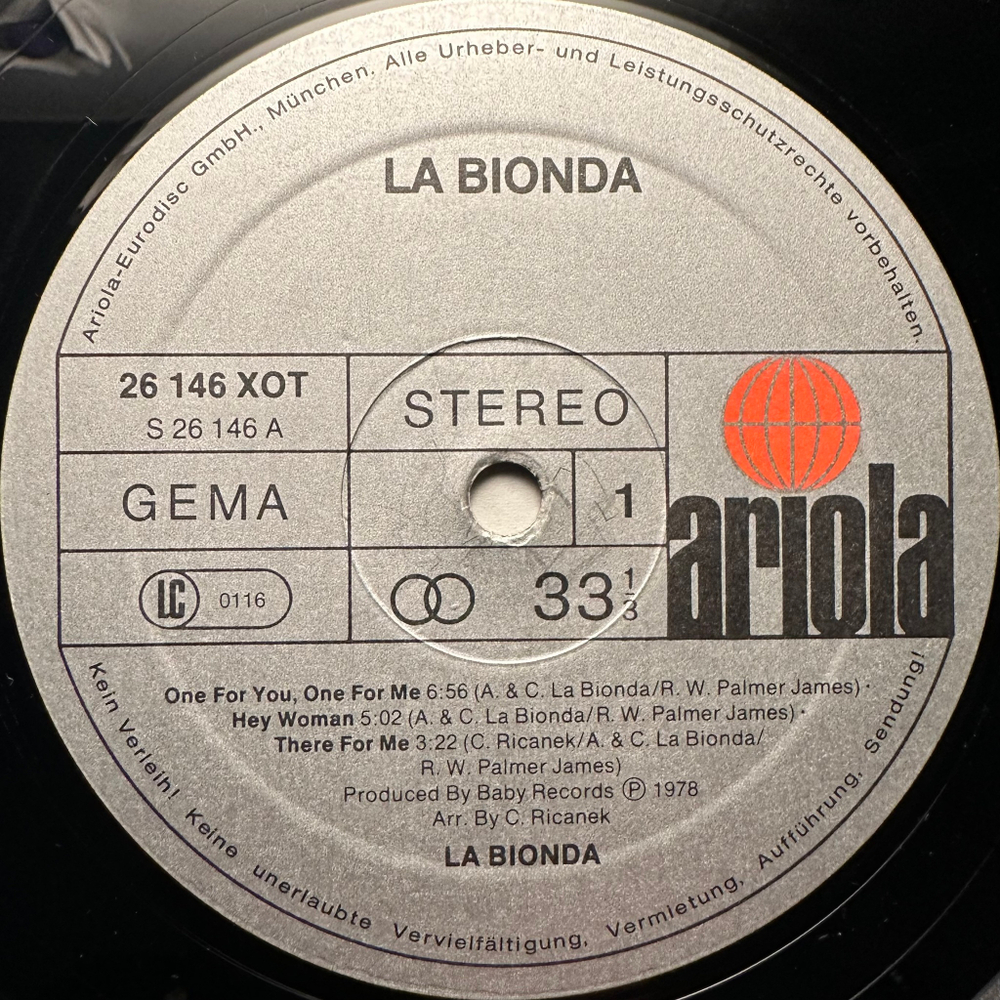 Ariola-Eurodisc GmbH., München. Alle Urheber- und Leistungsschutzrechte vorbehalten.
LA BIONDA
26 146 XOT
S 26 146 A
STEREO
GEMA
1
LC 0116
33 1/3
ariola
One For You, One For Me 6:56 (A. & C. La Bionda/R. W. Palmer James) ·
Hey Woman 5:02 (A. & C. La Bionda/R. W. Palmer James) ·
There For Me 3:22 (C. Ricanek/A. & C. La Bionda/
R. W. Palmer James)
Produced By Baby Records Ⓟ 1978
Arr. By C. Ricanek
LA BIONDA
Kein Verleih! Keine unerlaubte Vervielfältigung, Vermietung, Aufführung, Sendung!